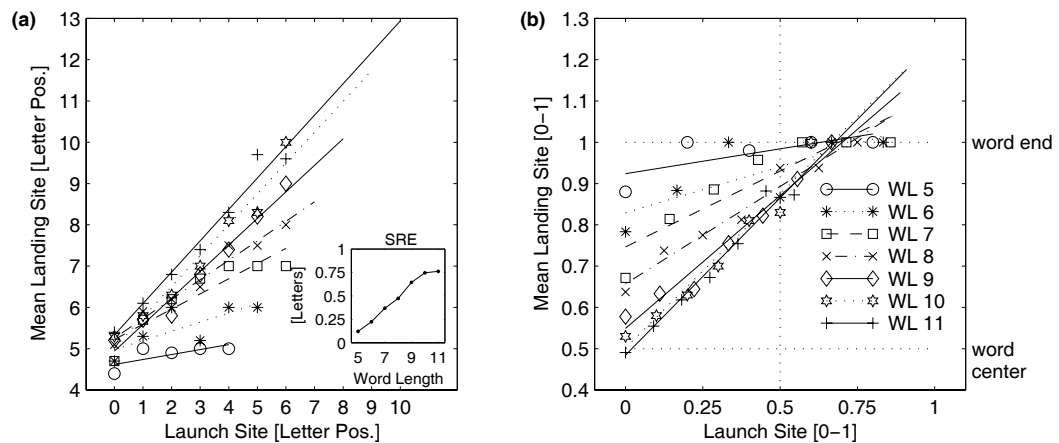 (a)
Mean Landing Site [Letter Pos.]
13
12
11
10
9
8
7
6
5
4
0 1 2 3 4 5 6 7 8 9 10
Launch Site [Letter Pos.]
SRE
[Letters]
1
0.75
0.5
0.25
5 7 9 11
Word Length
(b)
Mean Landing Site [0−1]
1.3
1.2
1.1
1
0.9
0.8
0.7
0.6
0.5
0.4
0 0.25 0.5 0.75 1
Launch Site [0−1]
word end
WL 5
WL 6
WL 7
WL 8
WL 9
WL 10
WL 11
word
center